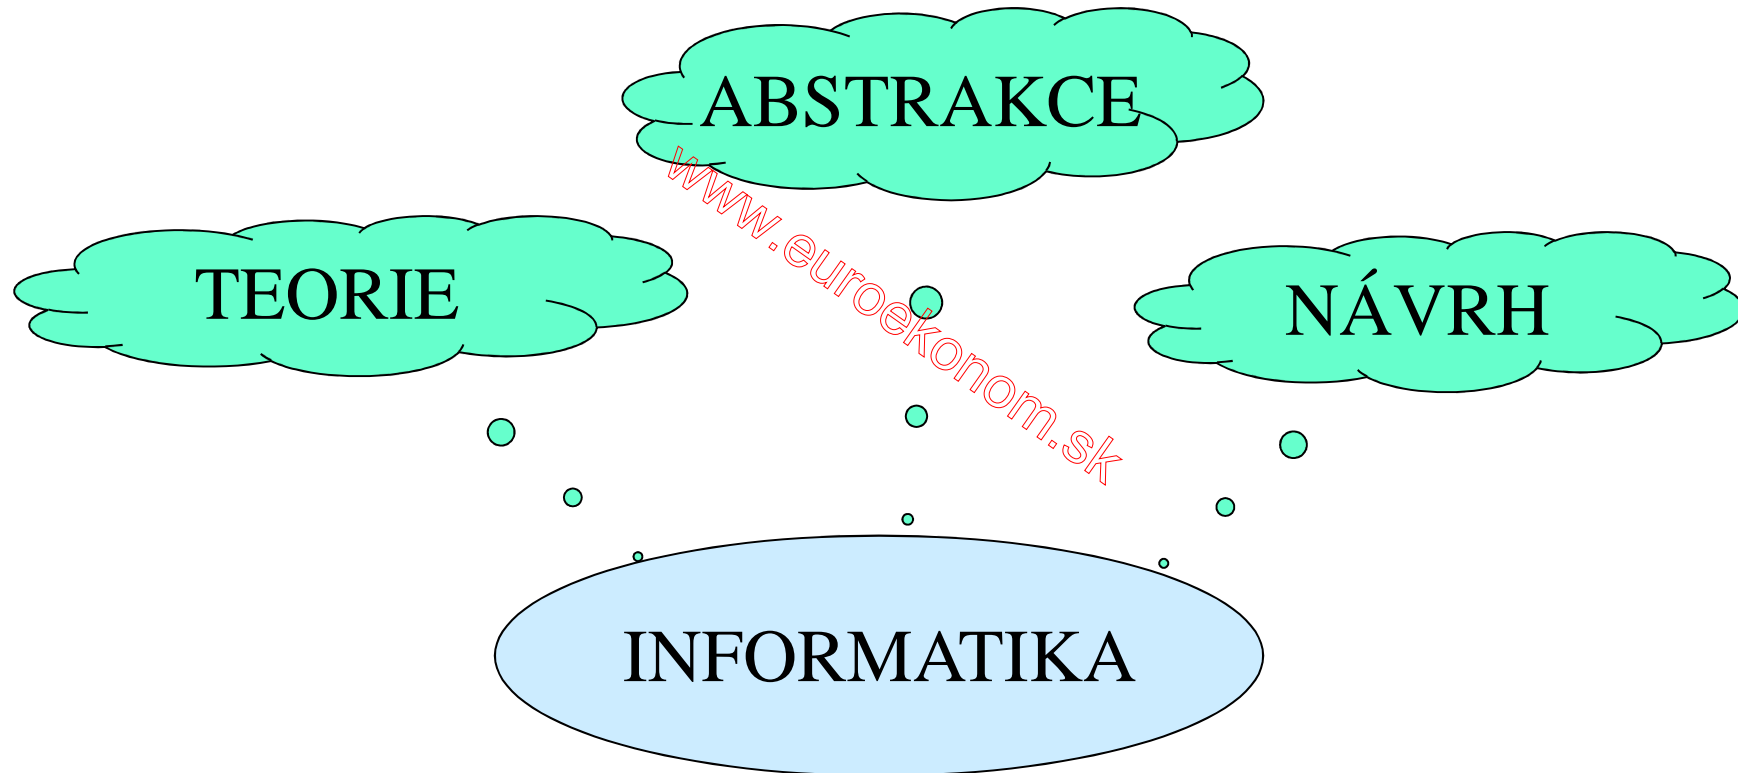 ABSTRAKCE
TEORIE
NÁVRH
www.euroekonom.sk
INFORMATIKA